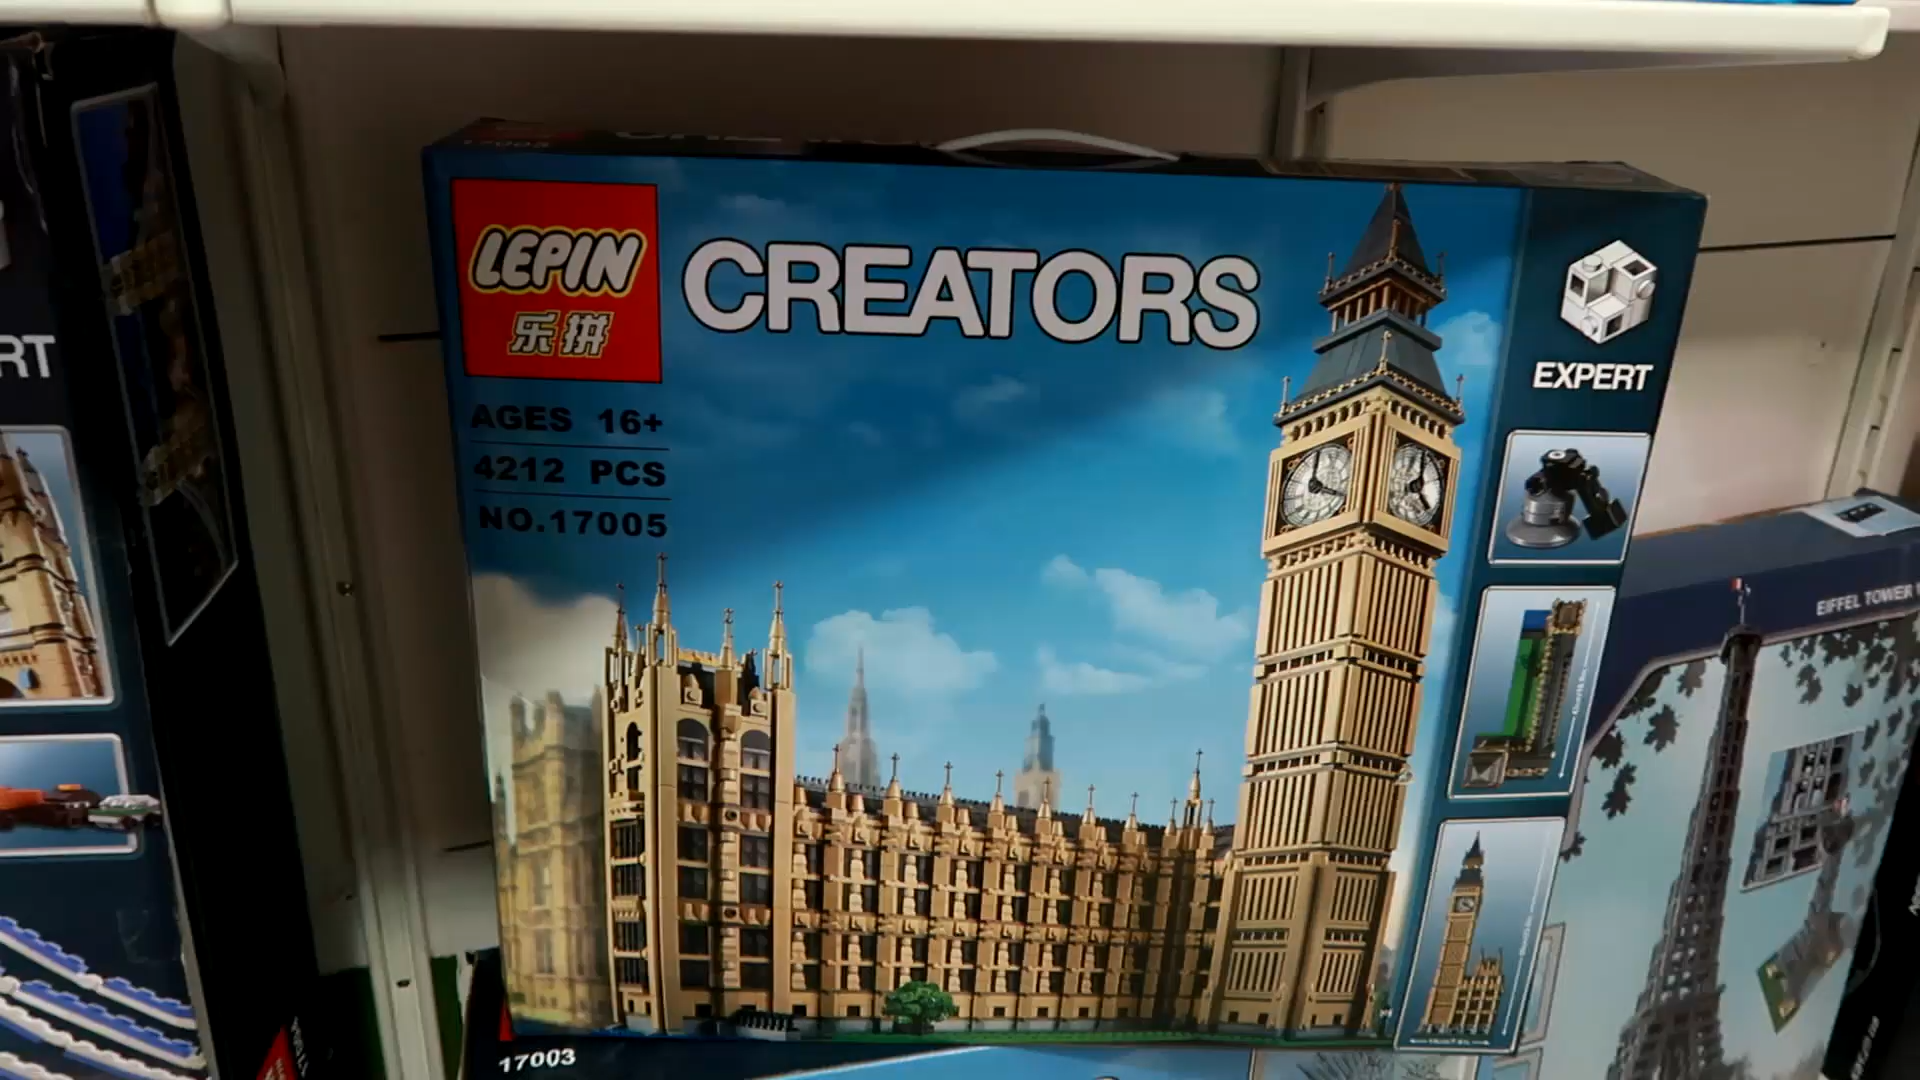 LEPIN
乐拼
CREATORS
AGES 16+
4212 PCS
NO.17005
EXPERT
RT
EIFFEL TOWER
17003